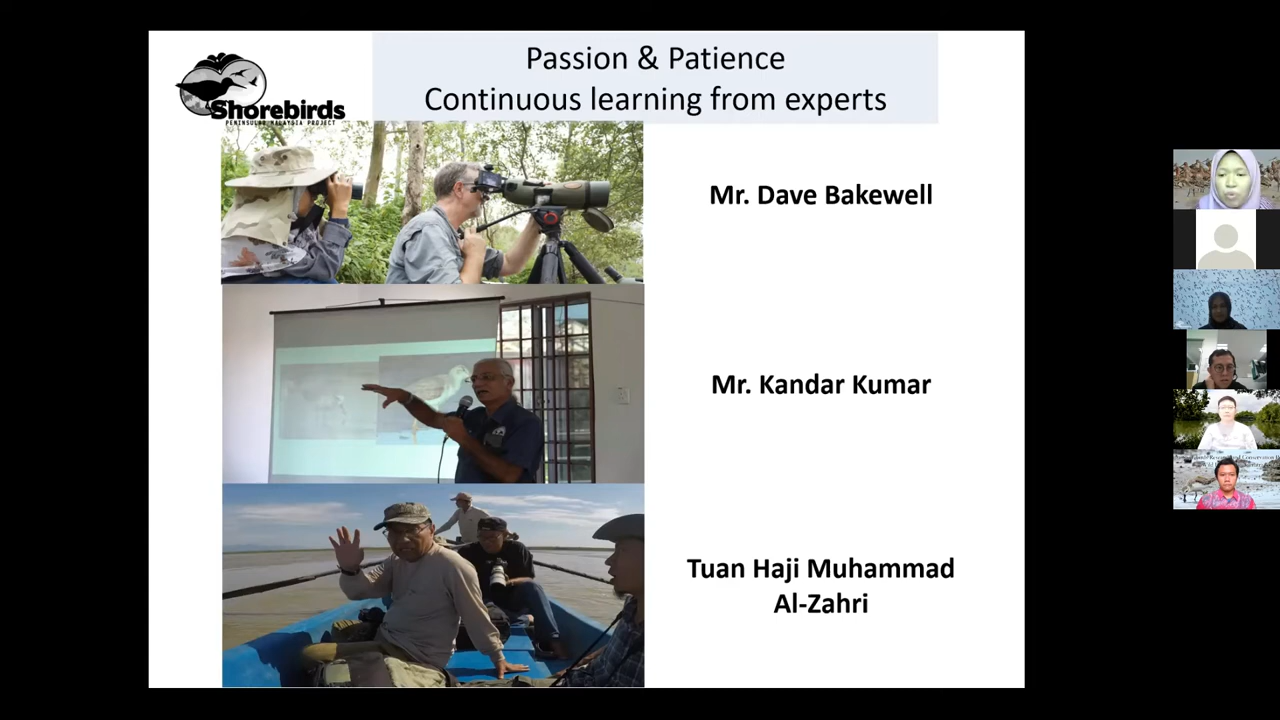 Passion & Patience
Continuous learning from experts
Shorebirds
PENINSULAR MALAYSIA PROJECT
Mr. Dave Bakewell
Mr. Kandar Kumar
Tuan Haji Muhammad
Al-Zahri